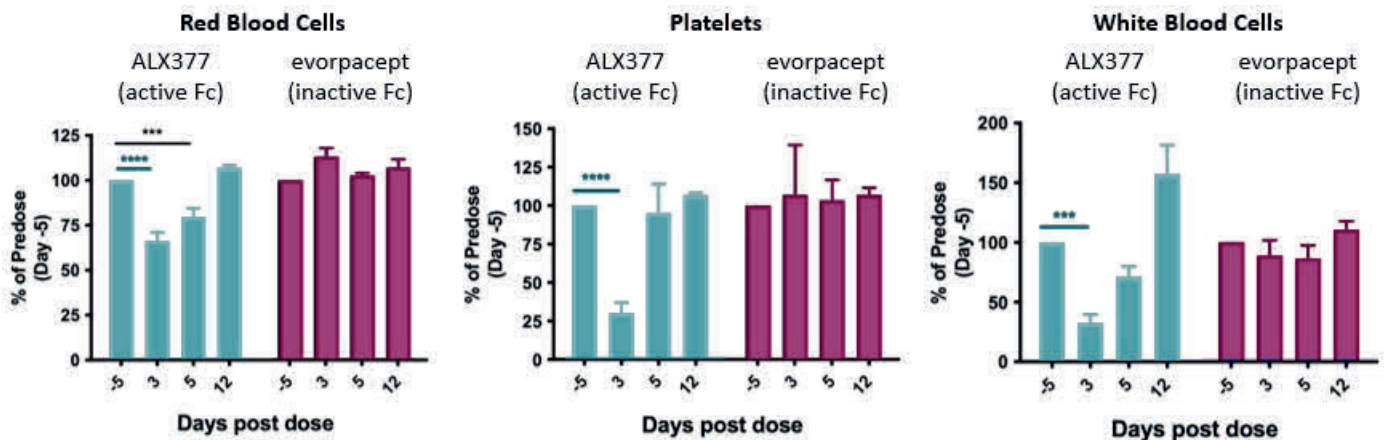 Red Blood Cells
ALX377
(active Fc)
evorpacept
(inactive Fc)
% of Predose
(Day -5)
125
100
75
50
25
0
***
****
-5 3 5 12 -5 3 5 12
Days post dose
Platelets
ALX377
(active Fc)
evorpacept
(inactive Fc)
% of Predose
(Day -5)
150
125
100
75
50
25
0
****
-5 3 5 12 -5 3 5 12
Days post dose
White Blood Cells
ALX377
(active Fc)
evorpacept
(inactive Fc)
% of Predose
(Day -5)
200
150
100
50
0
***
-5 3 5 12 -5 3 5 12
Days post dose